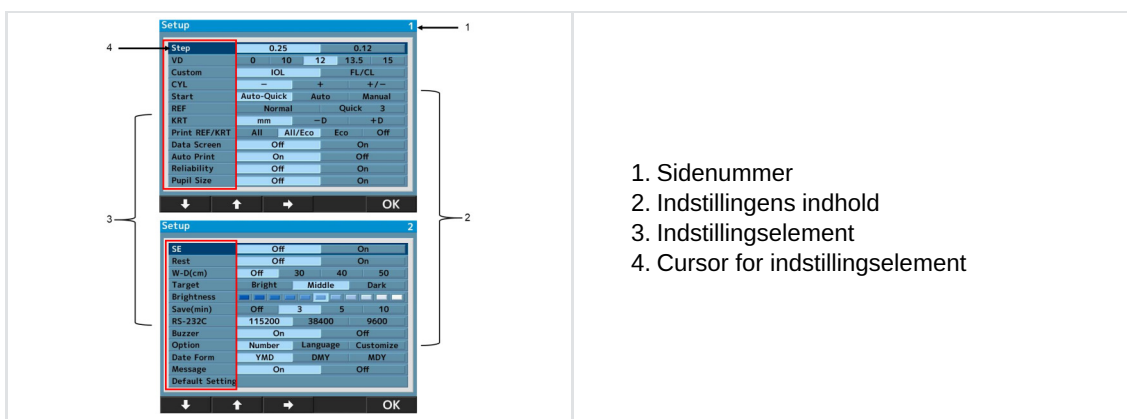 Setup 1
1
4
Step 0.25 0.12
VD 0 10 12 13.5 15
Custom IOL FL/CL
CYL − + +/−
Start Auto-Quick Auto Manual
REF Normal Quick 3
KRT mm −D +D
Print REF/KRT All All/Eco Eco Off
Data Screen Off On
Auto Print On Off
Reliability Off On
Pupil Size Off On
OK
3
2
Setup 2
SE Off On
Rest Off On
W-D(cm) Off 30 40 50
Target Bright Middle Dark
Brightness
Save(min) Off 3 5 10
RS-232C 115200 38400 9600
Buzzer On Off
Option Number Language Customize
Date Form YMD DMY MDY
Message On Off
Default Setting
OK
1. Sidenummer
2. Indstillingens indhold
3. Indstillingselement
4. Cursor for indstillingselement